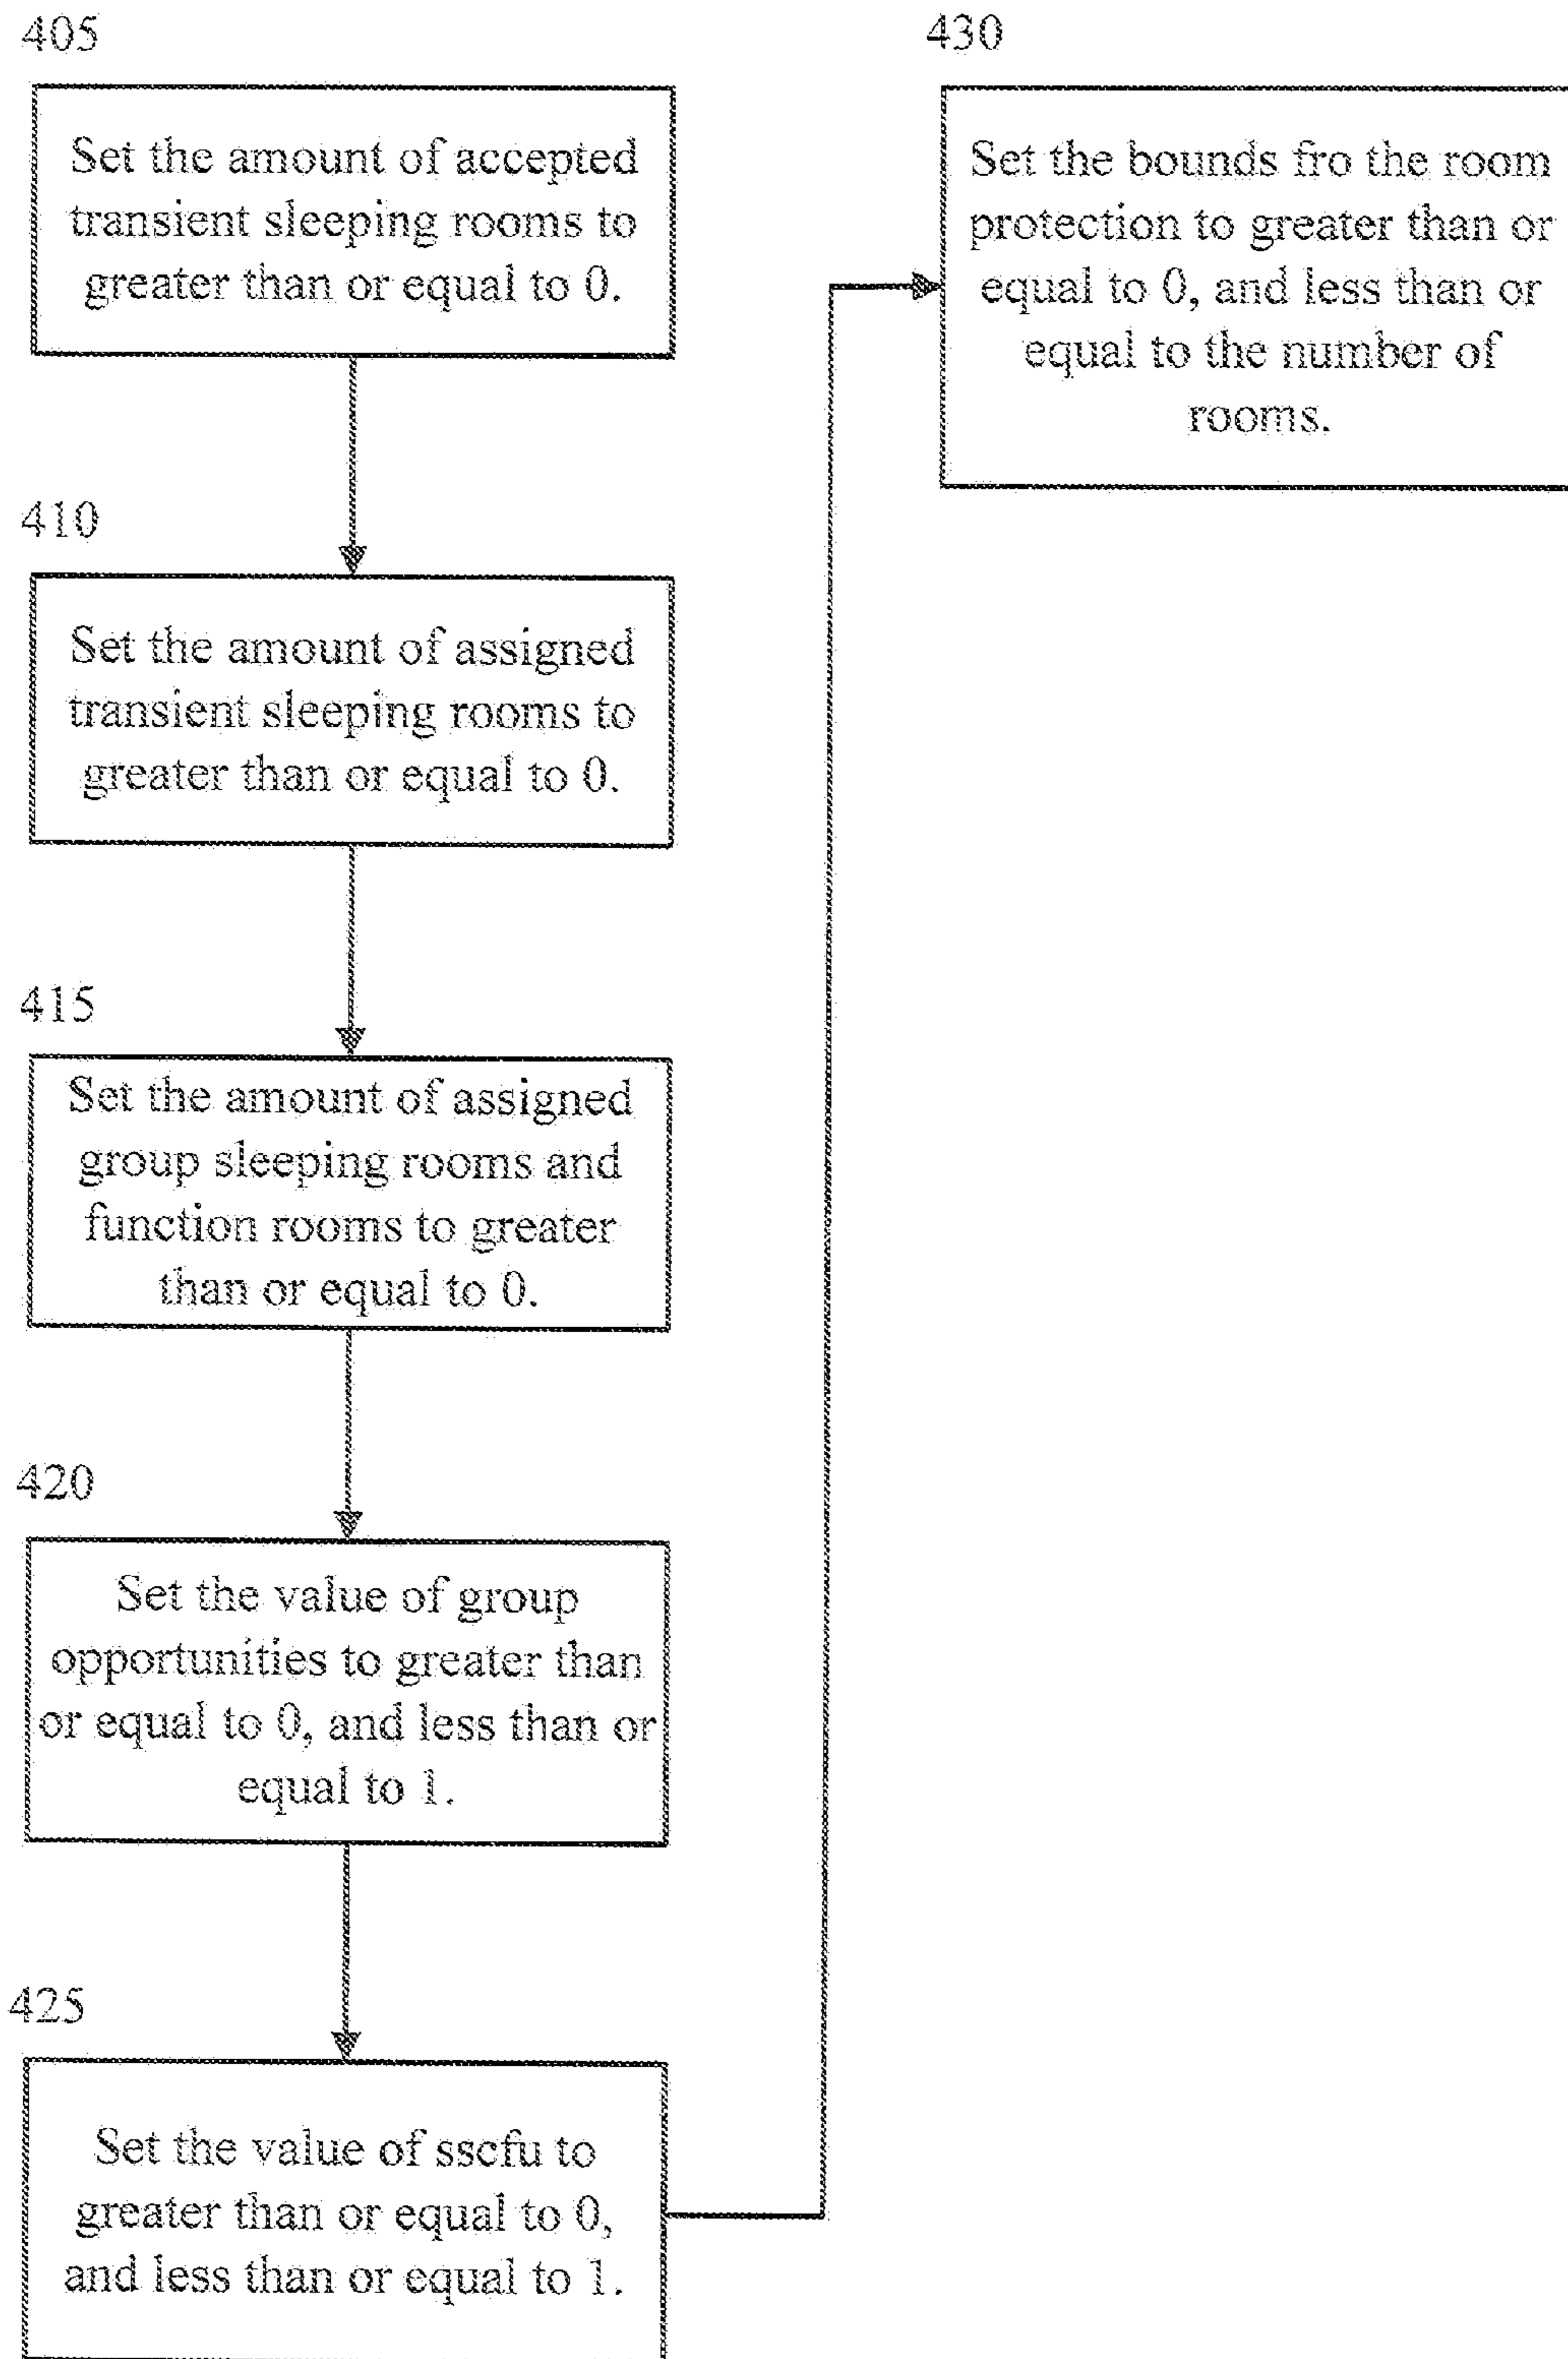 405
Set the amount of accepted
transient sleeping rooms to
greater than or equal to 0.
410
Set the amount of assigned
transient sleeping rooms to
greater than or equal to 0.
415
Set the amount of assigned
group sleeping rooms and
function rooms to greater
than or equal to 0.
420
Set the value of group
opportunities to greater than
or equal to 0, and less than or
equal to 1.
425
Set the value of sscfu to
greater than or equal to 0,
and less than or equal to 1.
430
Set the bounds fro the room
protection to greater than or
equal to 0, and less than or
equal to the number of
rooms.